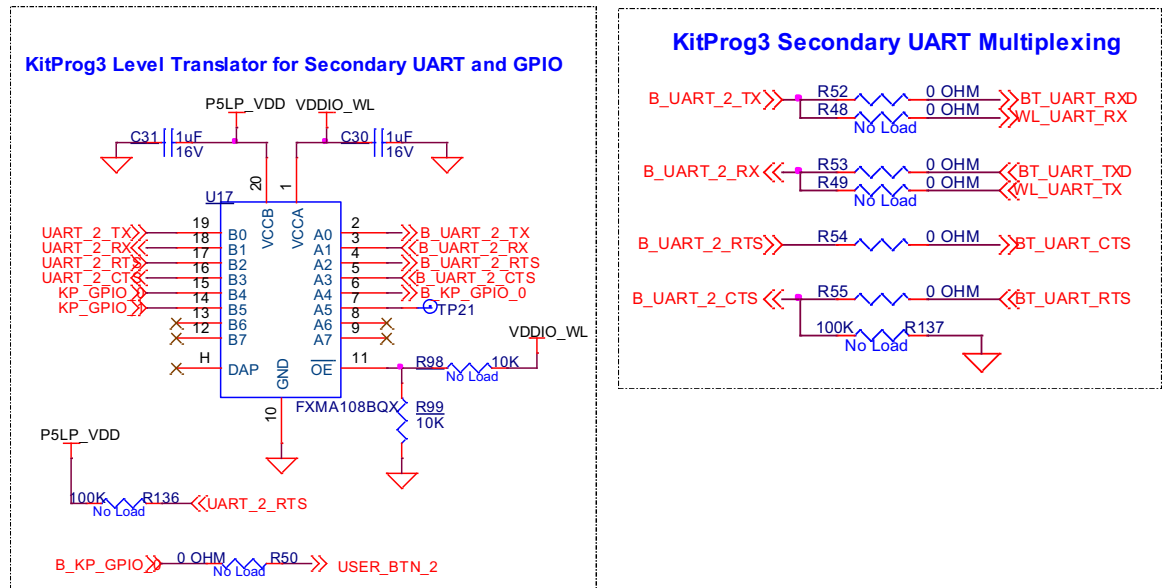 KitProg3 Level Translator for Secondary UART and GPIO
P5LP_VDD
VDDIO_WL
C31 1uF
16V
C30 1uF
16V
20
1
U17
VCCB
VCCA
UART_2_TX 19 B0 A0 2 B_UART_2_TX
UART_2_RX 18 B1 A1 3 B_UART_2_RX
UART_2_RTS 17 B2 A2 4 B_UART_2_RTS
UART_2_CTS 16 B3 A3 5 B_UART_2_CTS
KP_GPIO_0 15 B4 A4 6 B_KP_GPIO_0
KP_GPIO_1 14 B5 A5 7 TP21
13 B6 A6 8
12 B7 A7 9
VDDIO_WL
H DAP OE 11 R98 10K
No Load
GND
10
FXMA108BQX
R99
10K
P5LP_VDD
100K R136 UART_2_RTS
No Load
B_KP_GPIO_0 0 OHM R50 USER_BTN_2
No Load
KitProg3 Secondary UART Multiplexing
B_UART_2_TX R52 0 OHM BT_UART_RXD
R48 0 OHM WL_UART_RX
No Load
B_UART_2_RX R53 0 OHM BT_UART_TXD
R49 0 OHM WL_UART_TX
No Load
B_UART_2_RTS R54 0 OHM BT_UART_CTS
B_UART_2_CTS R55 0 OHM BT_UART_RTS
100K R137
No Load